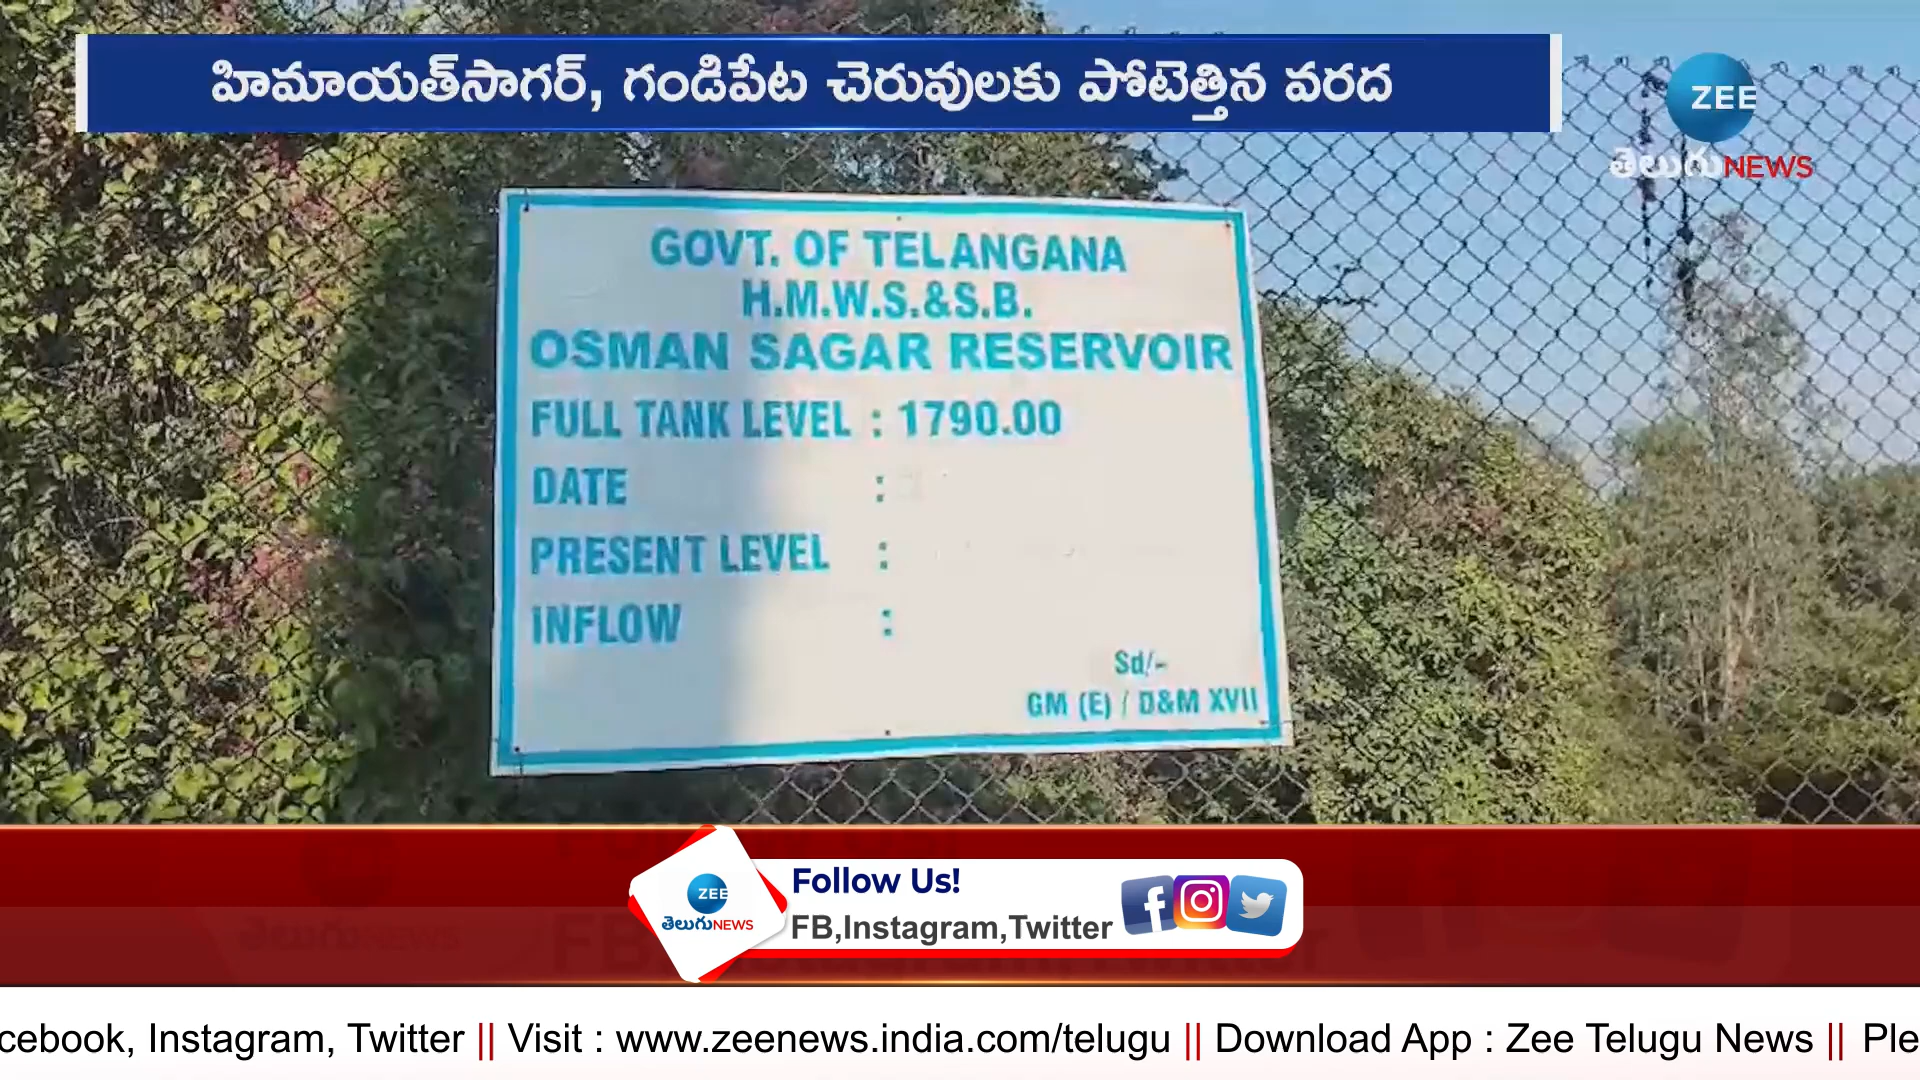 హిమాయత్‌సాగర్, గండిపేట చెరువులకు పోటెత్తిన వరద
ZEE
తెలుగు NEWS
GOVT. OF TELANGANA
H.M.W.S.&S.B.
OSMAN SAGAR RESERVOIR
FULL TANK LEVEL : 1790.00
DATE :
PRESENT LEVEL :
INFLOW :
Sd/-
GM (E) / D&M XVII
ZEE
తెలుగు NEWS
Follow Us!
FB,Instagram,Twitter
cebook, Instagram, Twitter || Visit : www.zeenews.india.com/telugu || Download App : Zee Telugu News || Ple